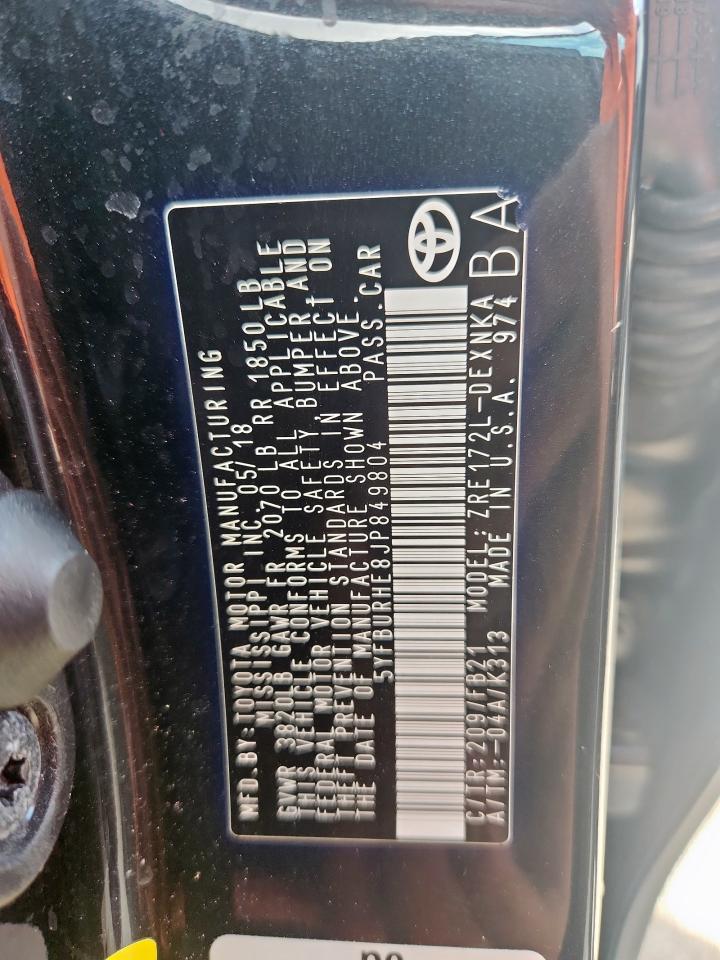 MFD.BY:TOYOTA MOTOR MANUFACTURING
MISSISSIPPI INC. 05/18
GVWR 3820LB GAWR FR 2070 LB RR 1850LB
THIS VEHICLE CONFORMS TO ALL APPLICABLE
FEDERAL MOTOR VEHICLE SAFETY, BUMPER AND
THEFT PREVENTION STANDARDS IN EFFECT ON
THE DATE OF MANUFACTURE SHOWN ABOVE.
5YFBURHE8JP849804 PASS.CAR
C/TR:209/FB21 MODEL:ZRE172L-DEXNKA
A/TM:-04A/K313 MADE IN U.S.A. 974
BA